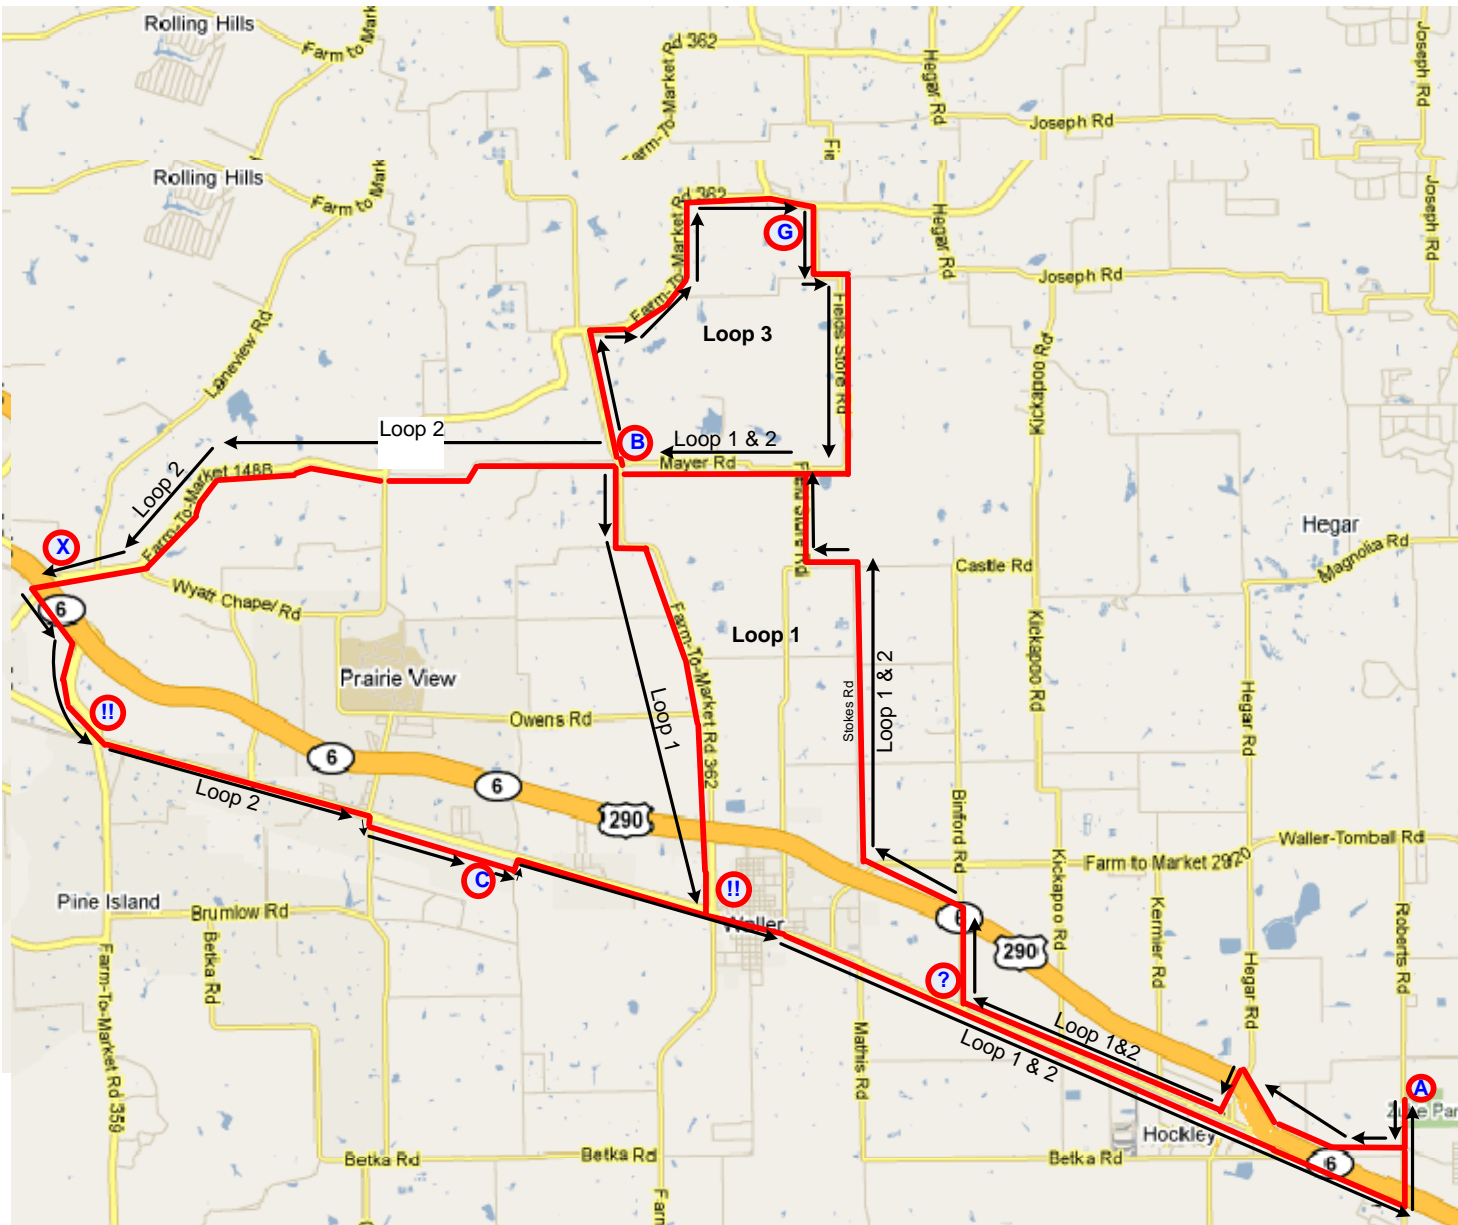 Rolling Hills
Farm to Mark
Farm-To-Market Rd 362
Hegar Rd
Joseph Rd
Joseph Rd
Rolling Hills
Farm to Mark
Farm-To-Market
d 362
G
Hegar Rd
Joseph Rd
Joseph Rd
Laneview Rd
Loop 3
Fields Store Rd
Kickapoo Rd
Loop 2
B
Loop 1 & 2
Mayer Rd
Loop 2
Farm-To-Market 1488
Hegar
Magnolia Rd
X
6
Wyatt Chapel Rd
Castle Rd
Kickapoo Rd
Loop 1
Farm-To-Market Rd 362
Prairie View
Owens Rd
Loop 1
Stokes Rd
Loop 1 & 2
Hegar Rd
!!
6
6
290
Loop 2
Binford Rd
Waller-Tomball Rd
Farm to Market 2920
C
!!
Waller
6
290
Kickapoo Rd
Kermier Rd
Hegar Rd
Roberts Rd
Pine Island
Brumlow Rd
Betka Rd
Farm-To-Market Rd 359
?
Loop 1&2
Loop 1 & 2
Mathis Rd
A
Hockley
6
Betka Rd
Betka Rd
Betka Rd
Farm